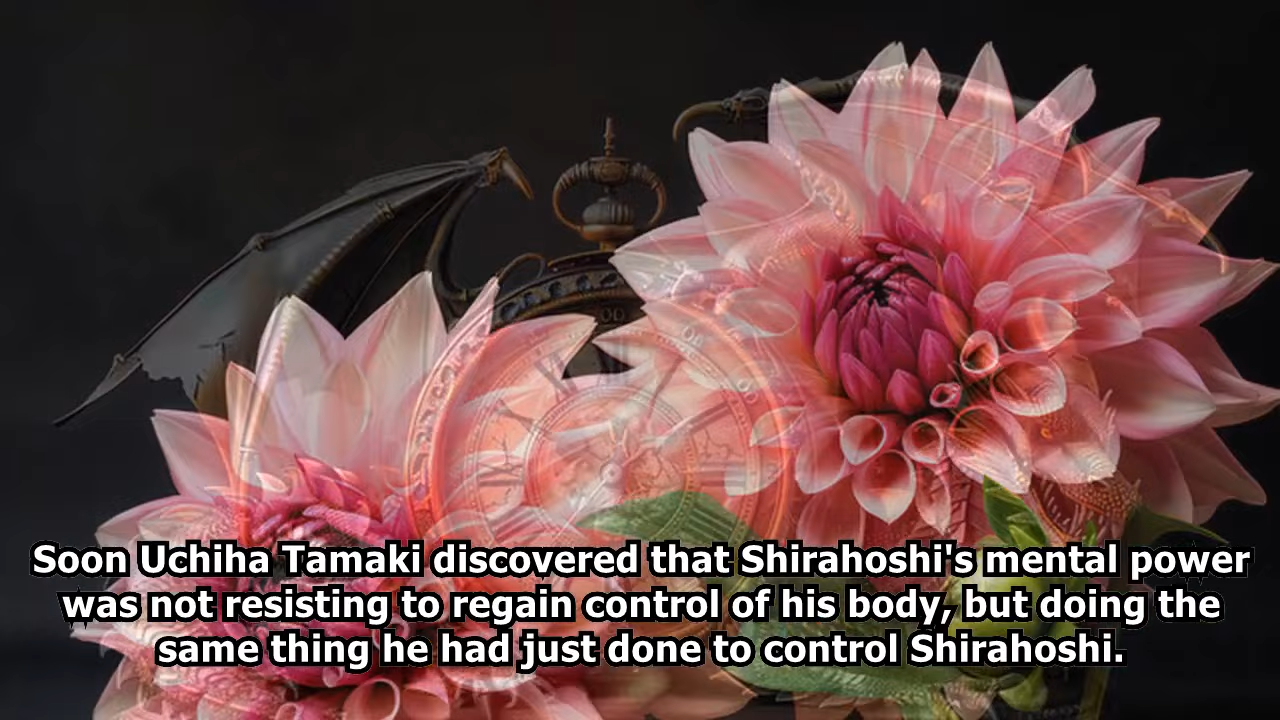 Soon Uchiha Tamaki discovered that Shirahoshi's mental power
was not resisting to regain control of his body, but doing the
same thing he had just done to control Shirahoshi.